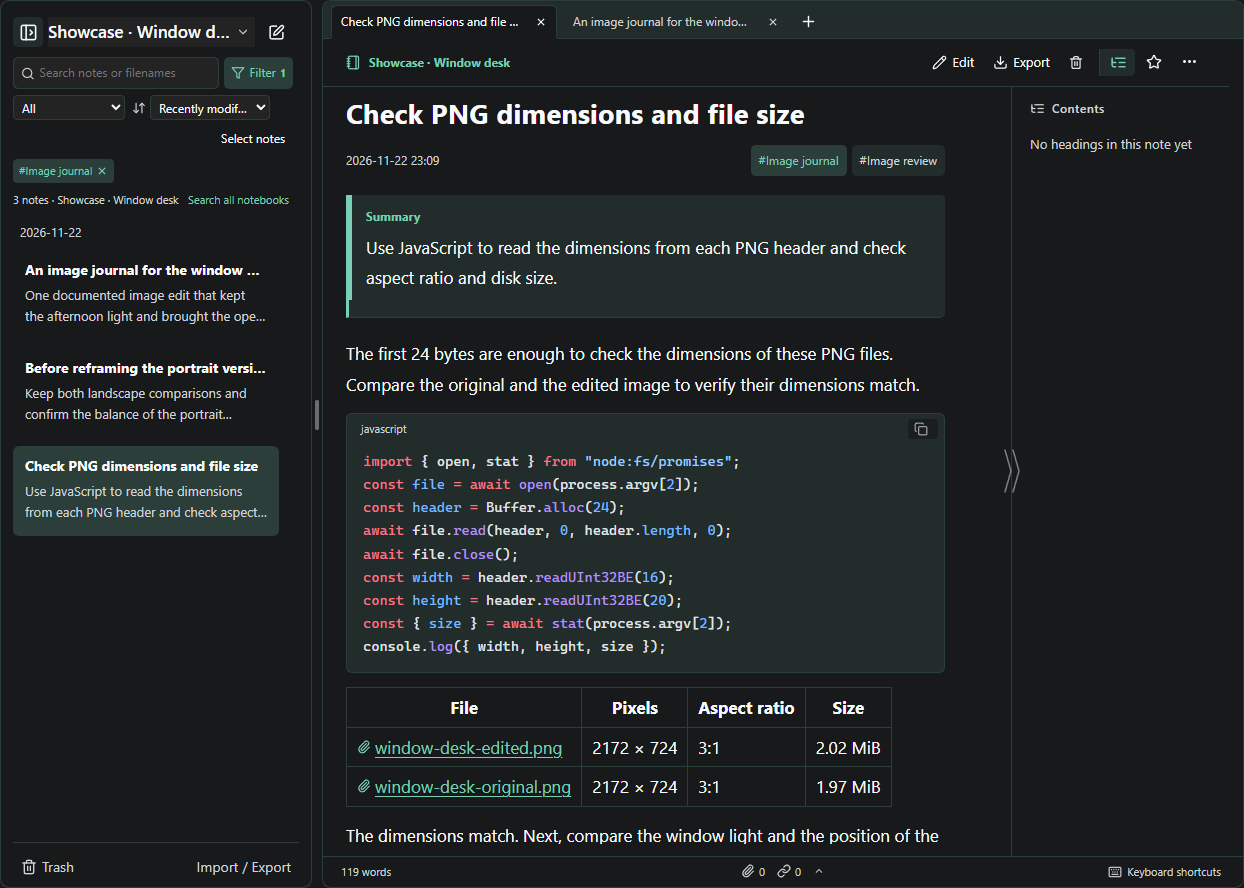 Showcase · Window d...
Search notes or filenames
Filter 1
All
Recently modif...
Select notes
#Image journal ×
3 notes · Showcase · Window desk Search all notebooks
2026-11-22
An image journal for the window ...
One documented image edit that kept
the afternoon light and brought the ope...
Before reframing the portrait versi...
Keep both landscape comparisons and
confirm the balance of the portrait...
Check PNG dimensions and file size
Use JavaScript to read the dimensions
from each PNG header and check aspect...
Trash
Import / Export
Check PNG dimensions and file ... ×
An image journal for the windo... ×
+
Showcase · Window desk
Edit
Export
Check PNG dimensions and file size
2026-11-22 23:09
#Image journal
#Image review
Summary
Use JavaScript to read the dimensions from each PNG header and check
aspect ratio and disk size.
The first 24 bytes are enough to check the dimensions of these PNG files.
Compare the original and the edited image to verify their dimensions match.
javascript
import { open, stat } from "node:fs/promises";
const file = await open(process.argv[2]);
const header = Buffer.alloc(24);
await file.read(header, 0, header.length, 0);
await file.close();
const width = header.readUInt32BE(16);
const height = header.readUInt32BE(20);
const { size } = await stat(process.argv[2]);
console.log({ width, height, size });
File Pixels Aspect ratio Size
window-desk-edited.png 2172 × 724 3:1 2.02 MiB
window-desk-original.png 2172 × 724 3:1 1.97 MiB
The dimensions match. Next, compare the window light and the position of the
119 words
0
0
Keyboard shortcuts
Contents
No headings in this note yet